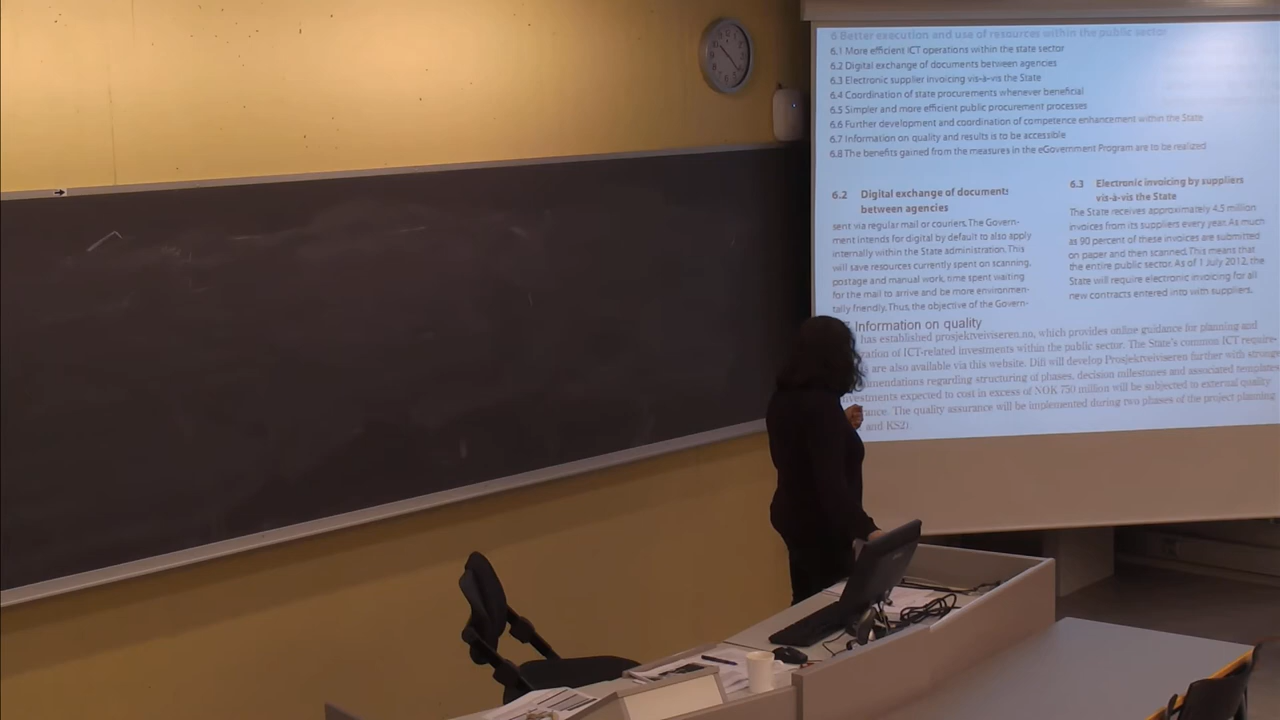 6 Better execution and use of resources within the public sector
6.1 More efficient ICT operations within the state sector
6.2 Digital exchange of documents between agencies
6.3 Electronic supplier invoicing vis-à-vis the State
6.4 Coordination of state procurements whenever beneficial
6.5 Simpler and more efficient public procurement processes
6.6 Further development and coordination of competence enhancement within the State
6.7 Information on quality and results is to be accessible
6.8 The benefits gained from the measures in the eGovernment Program are to be realized
6.2 Digital exchange of documents
between agencies
sent via regular mail or couriers. The Govern-
ment intends for digital by default to also apply
internally within the State administration. This
will save resources currently spent on scanning,
postage and manual work, time spent waiting
for the mail to arrive and be more environmen-
tally friendly. Thus, the objective of the Govern-
6.3 Electronic invoicing by suppliers
vis-à-vis the State
The State receives approximately 4.5 million
invoices from its suppliers every year. As much
as 90 percent of these invoices are submitted
on paper and then scanned. This means that
the entire public sector. As of 1 July 2012, the
State will require electronic invoicing for all
new contracts entered into with suppliers.
Information on quality
has established prosjektveiviseren.no, which provides online guidance for planning and
of ICT-related investments within the public sector. The State's common ICT require-
are also available via this website. Difi will develop Prosjektveiviseren further with strong
regarding structuring of phases, decision milestones and associated templates
investments expected to cost in excess of NOK 750 million will be subjected to external quality
The quality assurance will be implemented during two phases of the project planning
and KS2).